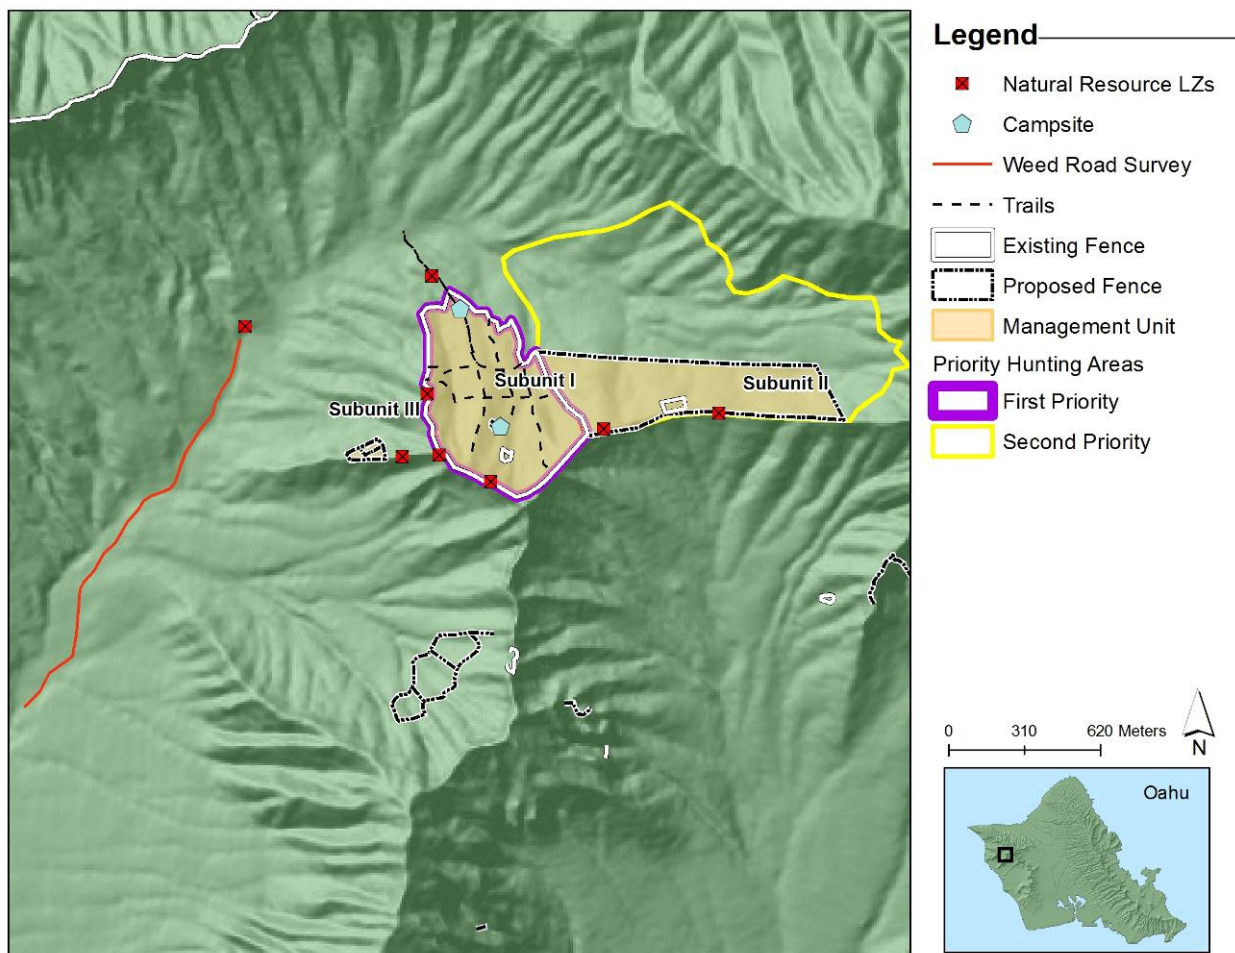 Legend
Natural Resource LZs
Campsite
Weed Road Survey
Trails
Existing Fence
Proposed Fence
Management Unit
Priority Hunting Areas
First Priority
Second Priority
Subunit I
Subunit II
Subunit III
0 310 620 Meters
N
Oahu